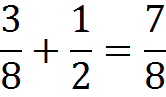 3/8 + 1/2 = 7/8